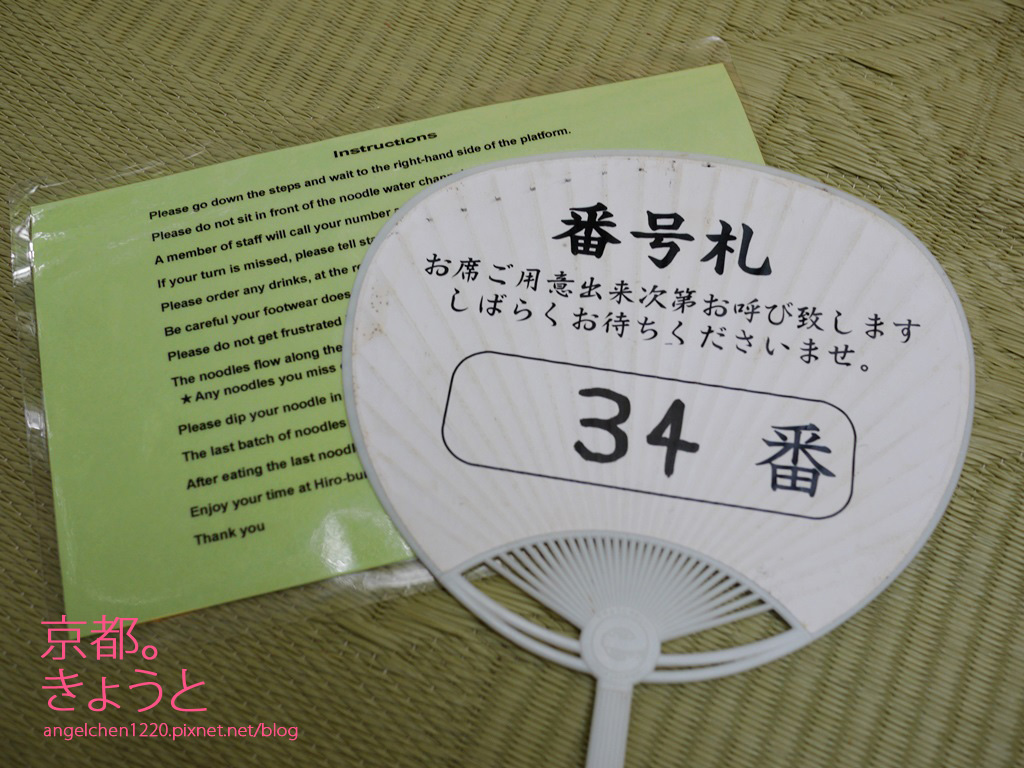 Instructions
Please go down the steps and wait to the right-hand side of the platform.
Please do not sit in front of the noodle water
A member of staff will call your number
If your turn is missed, please tell
Please order any drinks, at the
Be careful your footwear does
Please do not get frustrated
The noodles flow along the
★Any noodles you miss
Please dip your noodle in
The last batch of noodles
After eating the last
Enjoy your time at
Thank you
番号札
お席ご用意出来次第お呼び致します
しばらくお待ちくださいませ。
34 番
京都。
きょうと
angelchen1220.pixnet.net/blog